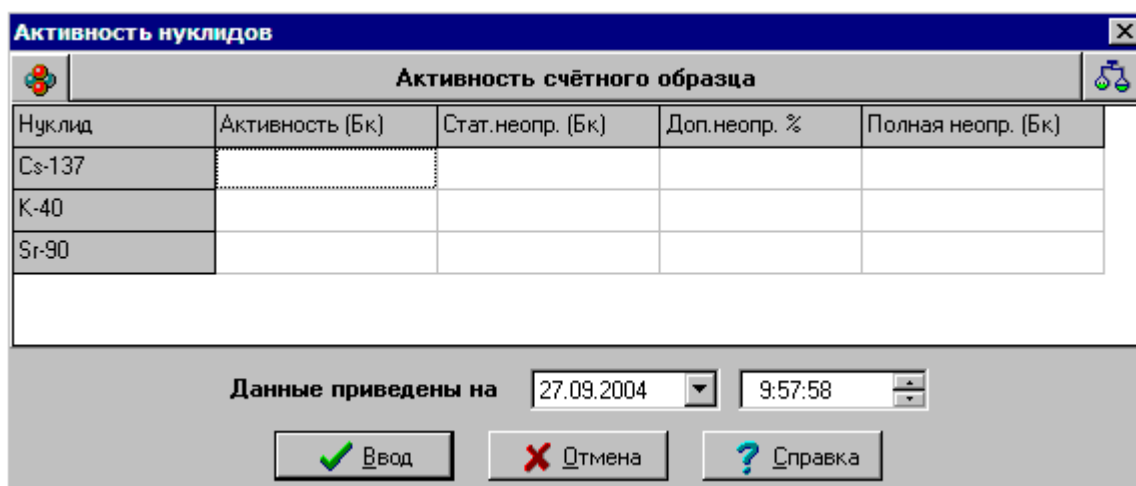 Активность нуклидов
Активность счётного образца
Нуклид Активность (Бк) Стат.неопр. (Бк) Доп.неопр. % Полная неопр. (Бк)
Cs-137
K-40
Sr-90
Данные приведены на 27.09.2004 9:57:58
Ввод Отмена Справка